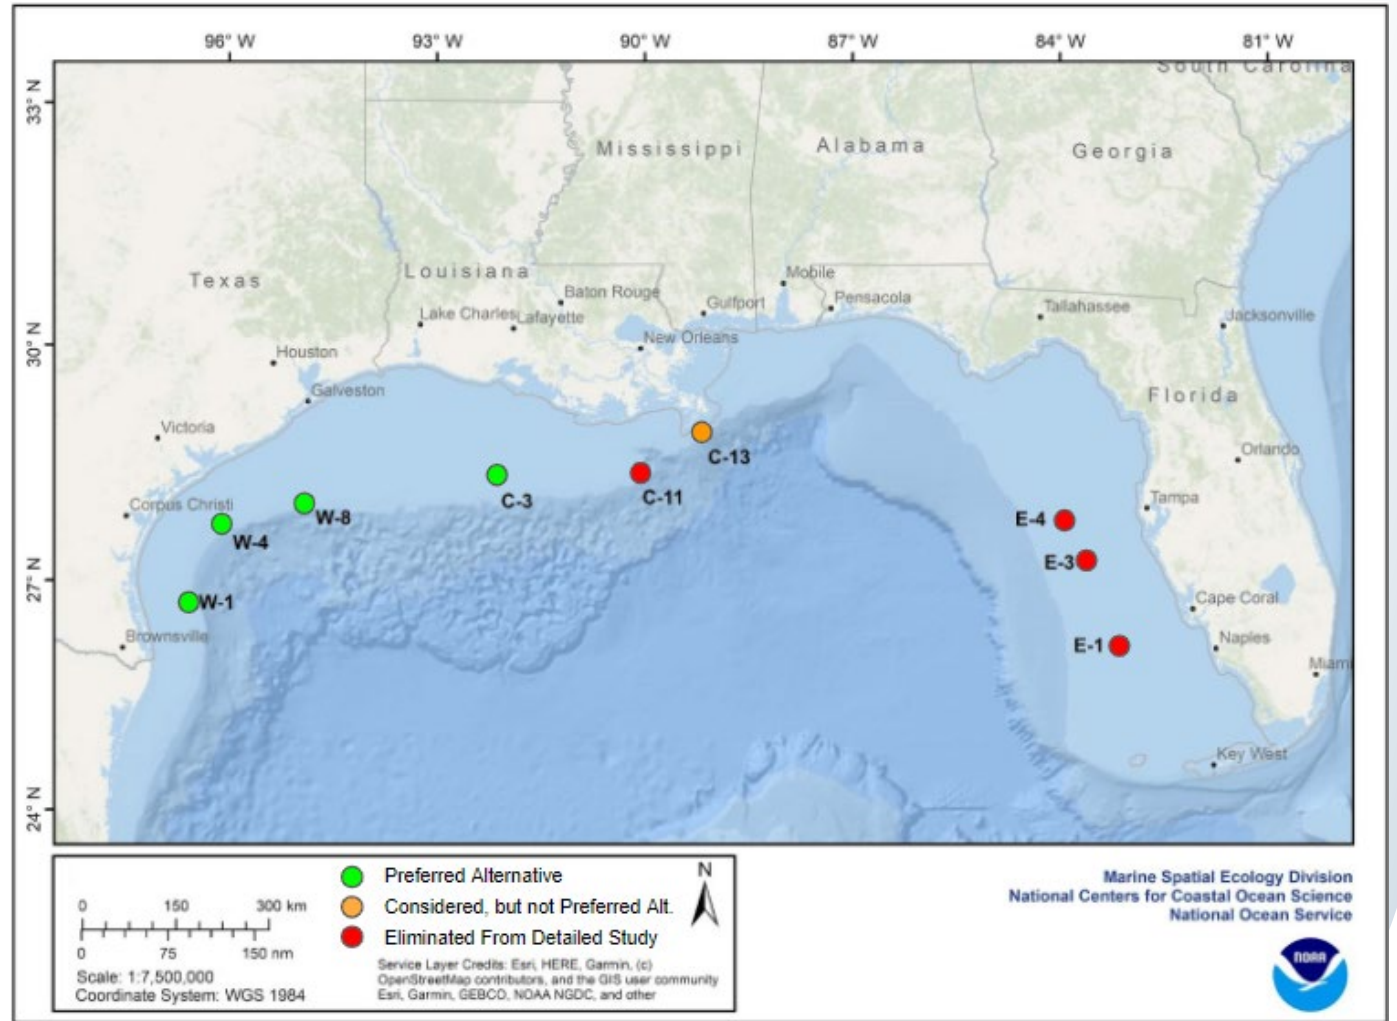 96° W 93° W 90° W 87° W 84° W 81° W
33° N
30° N
27° N
24° N
South Carolina
Mississippi
Alabama
Georgia
Texas
Louisiana
Mobile
Baton Rouge
Gulfport
Pensacola
Tallahassee
Jacksonville
Lake Charles
Lafayette
New Orleans
Houston
Galveston
Florida
Victoria
Orlando
C-13
Corpus Christi
C-3
C-11
Tampa
W-8
W-4
E-4
E-3
W-1
Cape Coral
Brownsville
Naples
E-1
Miami
Key West
0 150 300 km
0 75 150 nm
Scale: 1:7,500,000
Coordinate System: WGS 1984
Preferred Alternative
Considered, but not Preferred Alt.
Eliminated From Detailed Study
N
Service Layer Credits: Esri, HERE, Garmin, (c)
OpenStreetMap contributors, and the GIS user community
Esri, Garmin, GEBCO, NOAA NGDC, and other
Marine Spatial Ecology Division
National Centers for Coastal Ocean Science
National Ocean Service
NOAA